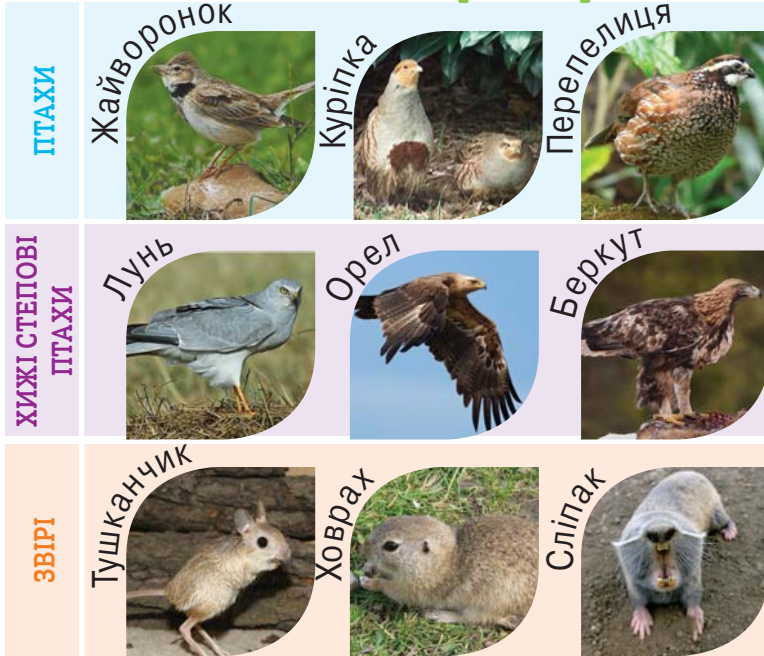 ПТАХИ
Жайворонок
Куріпка
Перепелиця
ХИЖІ СТЕПОВІ
ПТАХИ
Лунь
Орел
Беркут
ЗВІРІ
Тушканчик
Ховрах
Сліпак